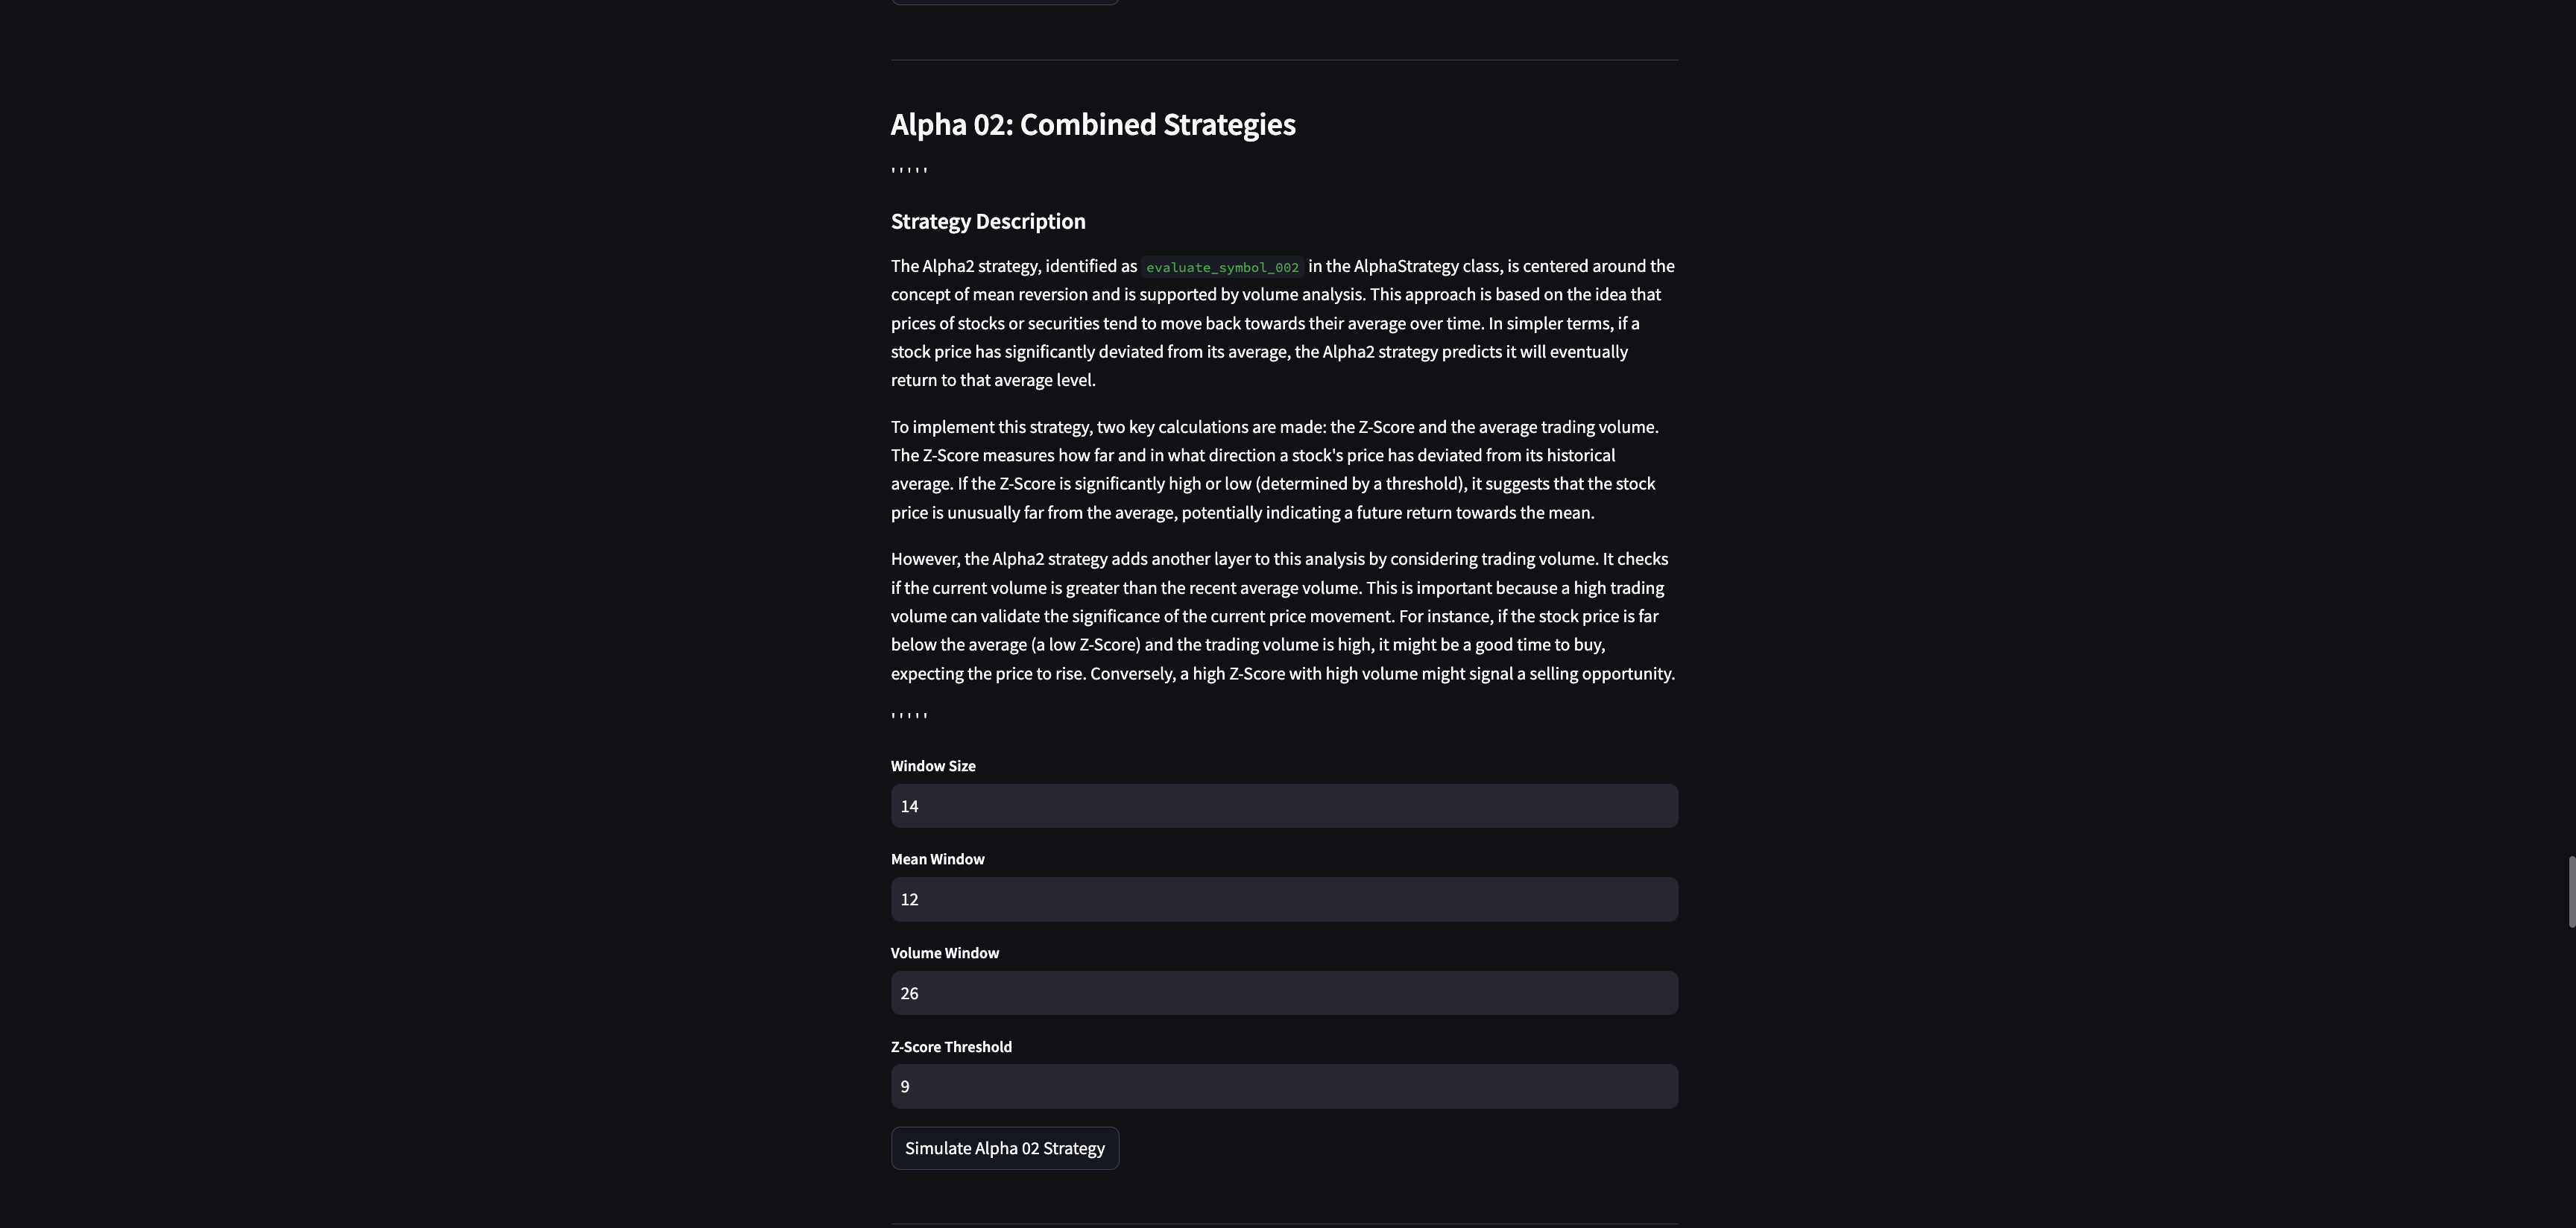 Alpha 02: Combined Strategies
'''''
Strategy Description
The Alpha2 strategy, identified as evaluate_symbol_002 in the AlphaStrategy class, is centered around the
concept of mean reversion and is supported by volume analysis. This approach is based on the idea that
prices of stocks or securities tend to move back towards their average over time. In simpler terms, if a
stock price has significantly deviated from its average, the Alpha2 strategy predicts it will eventually
return to that average level.
To implement this strategy, two key calculations are made: the Z-Score and the average trading volume.
The Z-Score measures how far and in what direction a stock's price has deviated from its historical
average. If the Z-Score is significantly high or low (determined by a threshold), it suggests that the stock
price is unusually far from the average, potentially indicating a future return towards the mean.
However, the Alpha2 strategy adds another layer to this analysis by considering trading volume. It checks
if the current volume is greater than the recent average volume. This is important because a high trading
volume can validate the significance of the current price movement. For instance, if the stock price is far
below the average (a low Z-Score) and the trading volume is high, it might be a good time to buy,
expecting the price to rise. Conversely, a high Z-Score with high volume might signal a selling opportunity.
'''''
Window Size
14
Mean Window
12
Volume Window
26
Z-Score Threshold
9
Simulate Alpha 02 Strategy